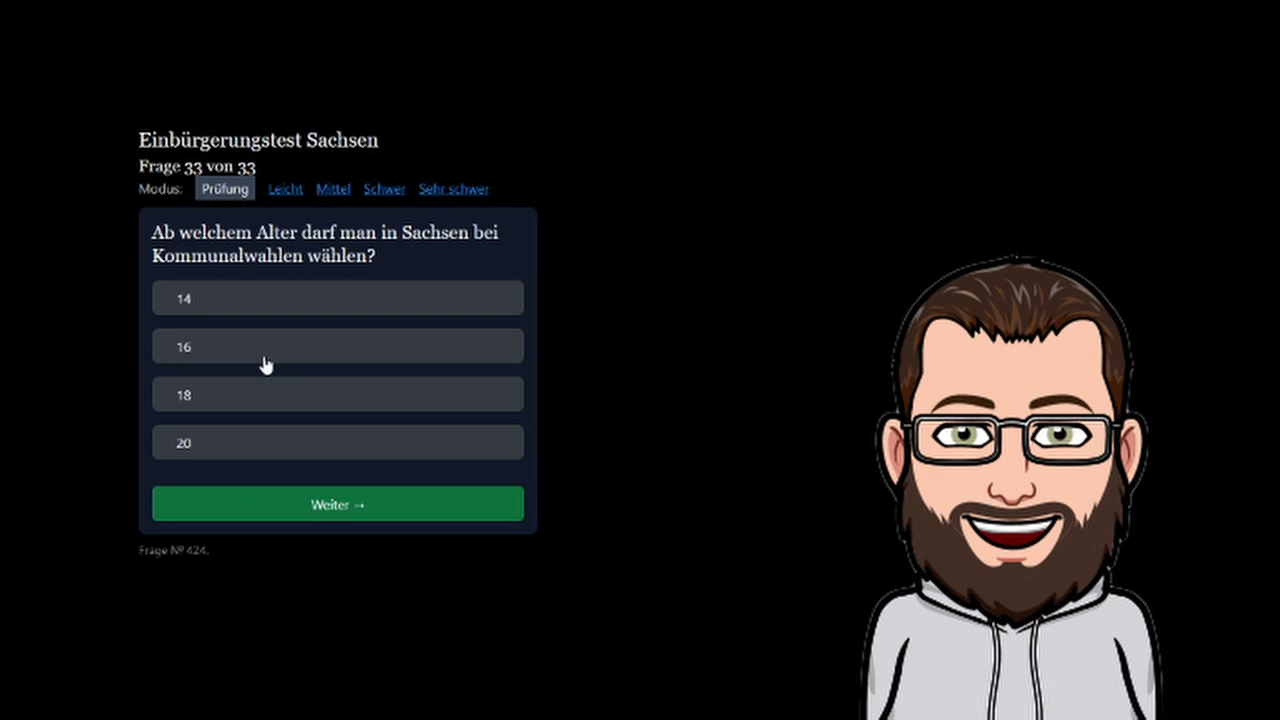 Einbürgerungstest Sachsen
Frage 33 von 33
Modus: Prüfung Leicht Mittel Schwer Sehr schwer
Ab welchem Alter darf man in Sachsen bei
Kommunalwahlen wählen?
14
16
18
20
Weiter →
Frage № 424.